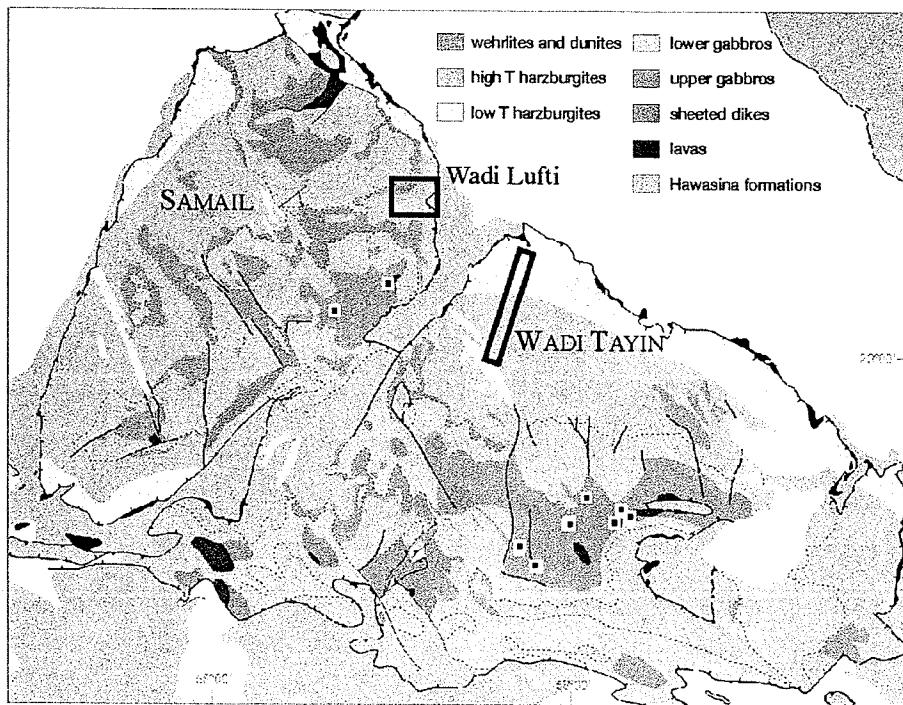 wehrlites and dunites
high T harzburgites
low T harzburgites
lower gabbros
upper gabbros
sheeted dikes
lavas
Hawasina formations
Wadi Lufti
SAMAIL
WADI TAYIN